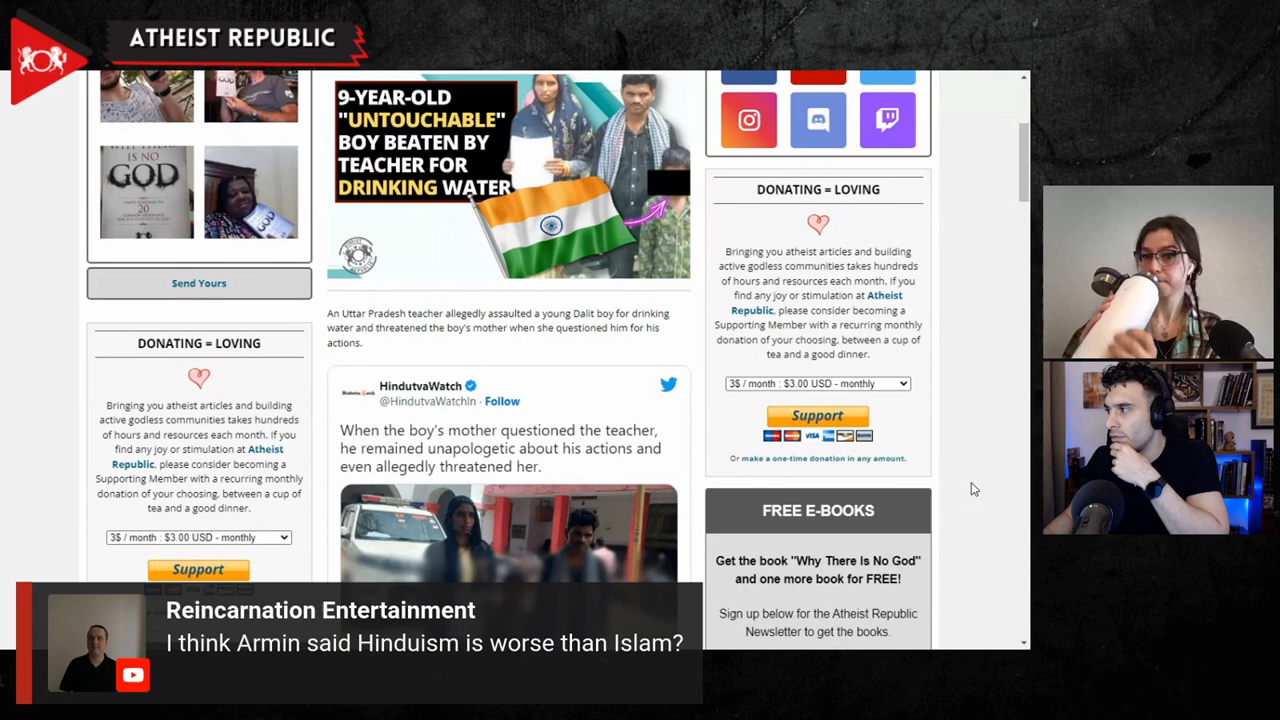 ATHEIST REPUBLIC
THERE IS NO
GOD
20
Send Yours
DONATING = LOVING
Bringing you atheist articles and building
active godless communities takes hundreds
of hours and resources each month. If you
find any joy or stimulation at Atheist
Republic, please consider becoming a
Supporting Member with a recurring monthly
donation of your choosing, between a cup of
tea and a good dinner.
3$ / month : $3.00 USD - monthly
Support
9-YEAR-OLD
"UNTOUCHABLE"
BOY BEATEN BY
TEACHER FOR
DRINKING WATER
An Uttar Pradesh teacher allegedly assaulted a young Dalit boy for drinking
water and threatened the boy's mother when she questioned him for his
actions.
HindutvaWatch
@HindutvaWatchIn · Follow
When the boy's mother questioned the teacher,
he remained unapologetic about his actions and
even allegedly threatened her.
DONATING = LOVING
Bringing you atheist articles and building
active godless communities takes hundreds
of hours and resources each month. If you
find any joy or stimulation at Atheist
Republic, please consider becoming a
Supporting Member with a recurring monthly
donation of your choosing, between a cup of
tea and a good dinner.
3$ / month : $3.00 USD - monthly
Support
VISA
Or make a one-time donation in any amount.
FREE E-BOOKS
Get the book "Why There Is No God"
and one more book for FREE!
Sign up below for the Atheist Republic
Newsletter to get the books.
Reincarnation Entertainment
I think Armin said Hinduism is worse than Islam?